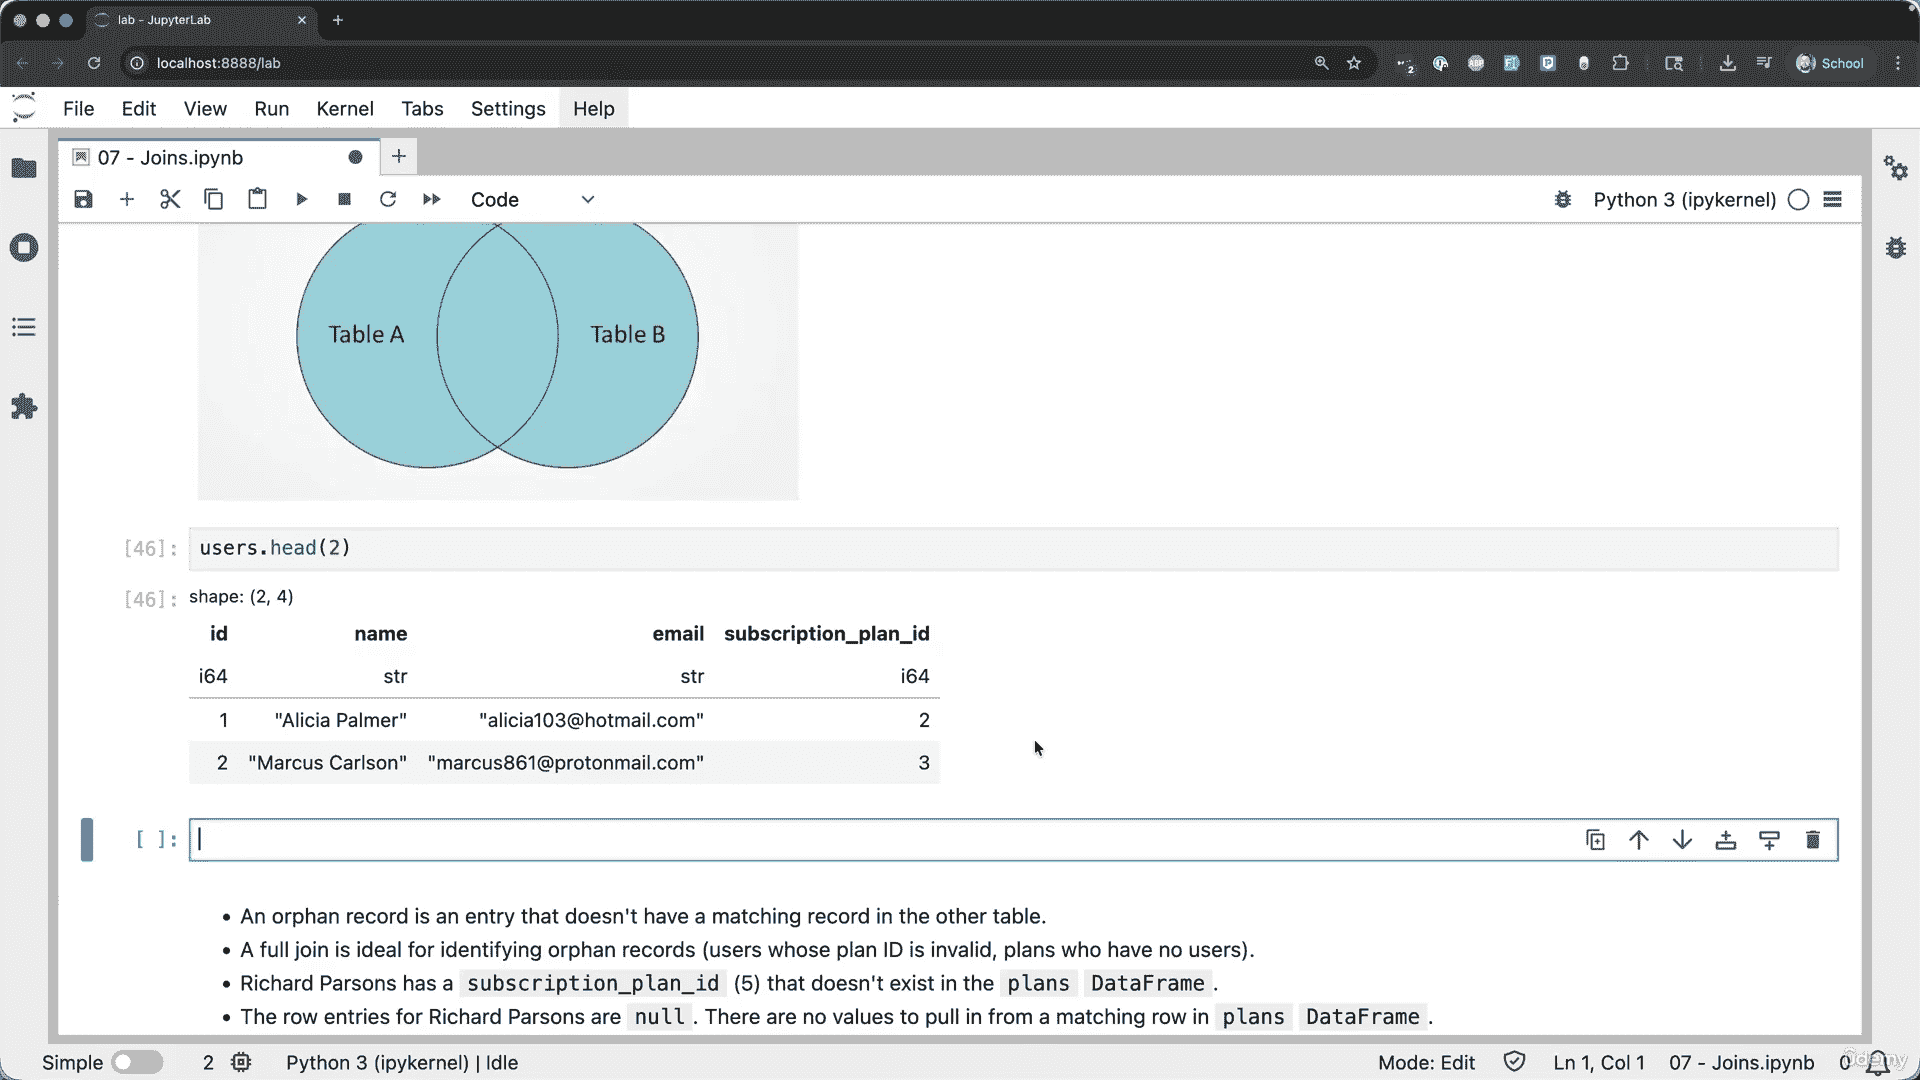 lab - JupyterLab
localhost:8888/lab
2
ABP
School
File Edit View Run Kernel Tabs Settings Help
07 - Joins.ipynb
Code
Python 3 (ipykernel)
Table A
Table B
[46]: users.head(2)
[46]: shape: (2, 4)
id name email subscription_plan_id
i64 str str i64
1 "Alicia Palmer" "alicia103@hotmail.com" 2
2 "Marcus Carlson" "marcus861@protonmail.com" 3
[ ]:
• An orphan record is an entry that doesn't have a matching record in the other table.
• A full join is ideal for identifying orphan records (users whose plan ID is invalid, plans who have no users).
• Richard Parsons has a subscription_plan_id (5) that doesn't exist in the plans DataFrame.
• The row entries for Richard Parsons are null. There are no values to pull in from a matching row in plans DataFrame.
Simple 2 Python 3 (ipykernel) | Idle Mode: Edit Ln 1, Col 1 07 - Joins.ipynb 0
Udemy